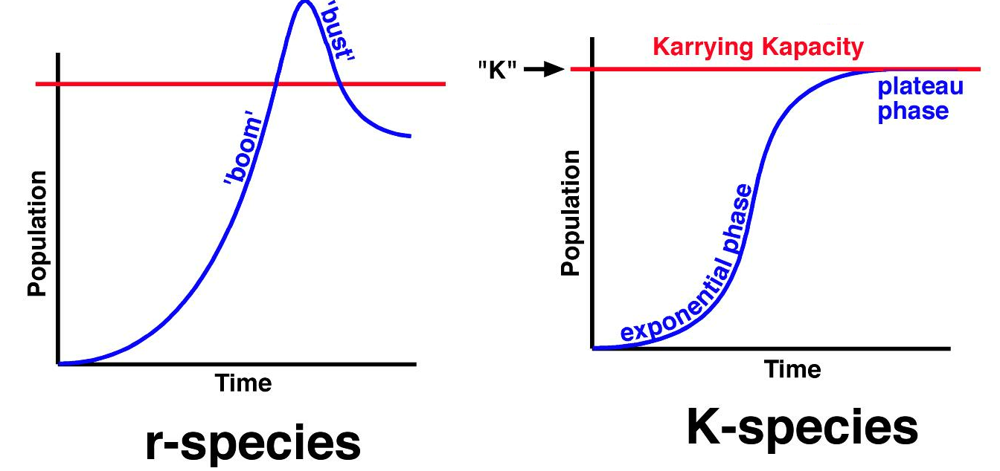 'boom'
'bust'
Population
Time
r-species
"K"
Karrying Kapacity
plateau
phase
exponential phase
Population
Time
K-species